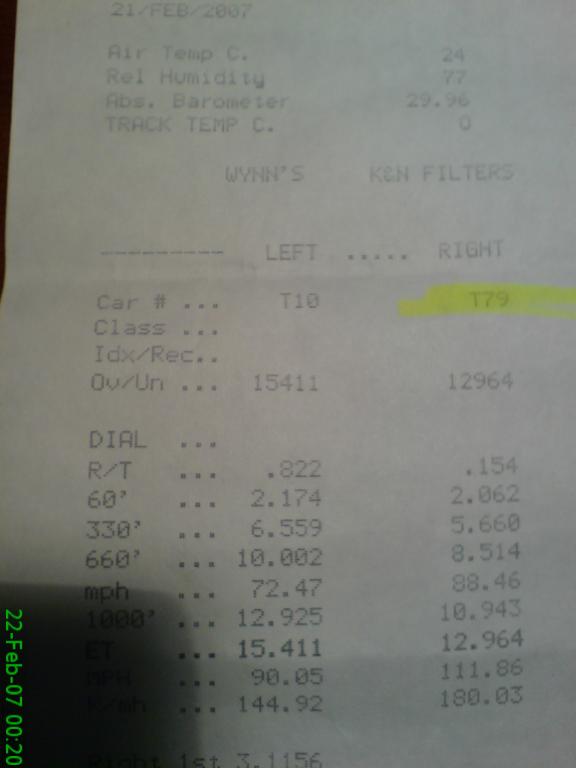 21/FEB/2007
Air Temp C. 24
Rel Humidity 77
Abs. Barometer 29.96
TRACK TEMP C. 0
WYNN'S K&N FILTERS
--------- LEFT ..... RIGHT
Car # ... T10 T79
Class ...
Idx/Rec..
Ov/Un ... 15411 12964
DIAL ...
R/T ... .822 .154
60' ... 2.174 2.062
330' ... 6.559 5.660
660' ... 10.002 8.514
mph ... 72.47 88.46
1000' ... 12.925 10.943
ET ... 15.411 12.964
MPH ... 90.05 111.86
K/mh ... 144.92 180.03
Right 1st 3.1156
22-Feb-07 00:20